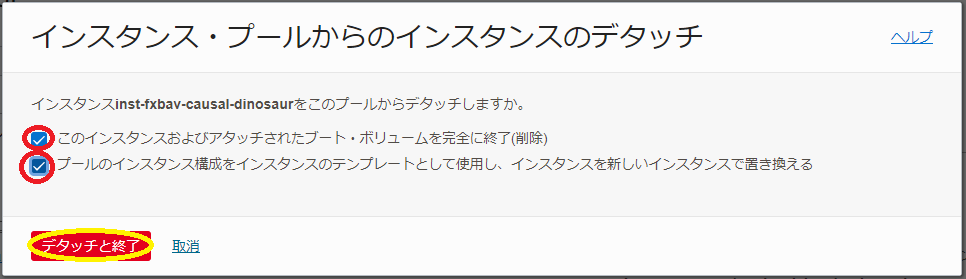 インスタンス・プールからのインスタンスのデタッチ
ヘルプ
インスタンスinst-fxbav-causal-dinosaurをこのプールからデタッチしますか。
このインスタンスおよびアタッチされたブート・ボリュームを完全に終了(削除)
プールのインスタンス構成をインスタンスのテンプレートとして使用し、インスタンスを新しいインスタンスで置き換える
デタッチと終了
取消